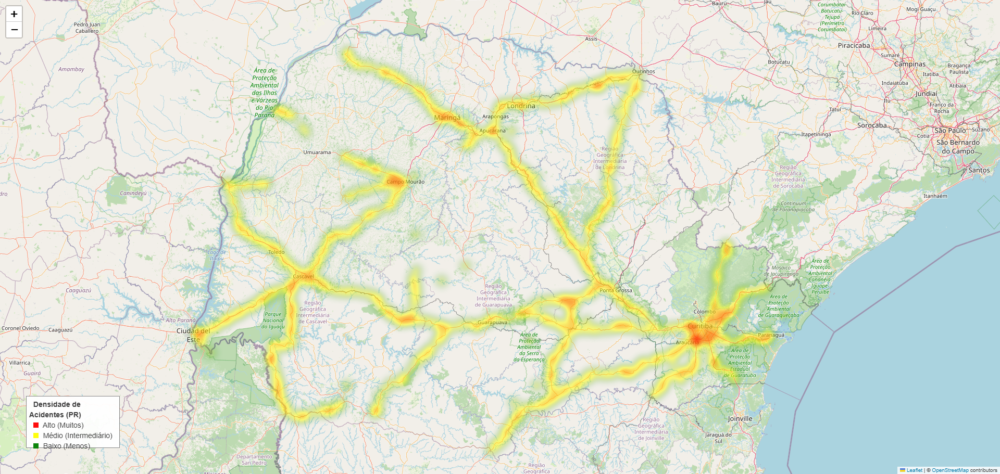 +
−
Pedro Juan
Caballero
Amambay
Área de
Proteção
Ambiental
das Ilhas
e Várzeas
do Rio
Paraná
Assis
Ourinhos
Bauru
Jaú
Corumbataí
Botucatu-
Tejupá
(Perímetro
Corumbataí)
Rio Claro
Mogi Guaçu
Limeira
Piracicaba
Sumaré
Campinas
Botucatu
Bragança
Paulista
Itatiba
Indaiatuba
Atibaia
Jundiaí
Itu
Franco da
Rocha
Tatuí
Sorocaba
São Paulo
Suzano
Cotia
Itapetininga
São Bernardo
do Campo
Santos
Itanhaém
Maringá
Londrina
Arapongas
Apucarana
Umuarama
Região
Geográfica
Intermediária
de Londrina
Região
Geográfica
Intermediária
de Sorocaba
Continuum
de Paranapiacaba
dro
Canindeyú
Campo Mourão
Toledo
Lago de
Itaipu
Cascavel
Caaguazú
Mosaico
de Jacupiranga
Área de
Proteção
Ambiental
Cananéia
Iguape
Peruíbe
Região
Geográfica
Intermediária
de Guarapuava
Ponta Grossa
Região
Geográfica
Intermediária
de Cascavel
Parque
Nacional
do Iguaçu
Alto Paraná
Coronel Oviedo
Caaguazú
Ciudad del
Este
Guarapuava
Área de
Proteção
Ambiental
da Serra
da Esperança
Colombo
Curitiba
Araucária
Área de
Proteção
Ambiental
de Guaraqueçaba
Paranaguá
Área de
Proteção
Ambiental
Estadual
de Guaratuba
Villarrica
Guairá
Densidade de
Acidentes (PR)
Alto (Muitos)
Médio (Intermediário)
Baixo (Menos)
Região
Geográfica
Intermediária
de Joinville
Joinville
Jaraguá do
Sul
Departamento
San Pedro
Misiones
Região
Geográfica
Leaflet | © OpenStreetMap contributors